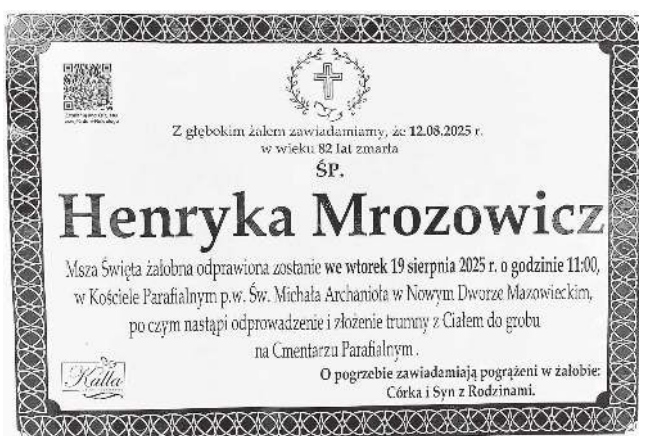 Z głębokim żalem zawiadamiamy, że 12.08.2025 r.
w wieku 82 lat zmarła
ŚP.
Henryka Mrozowicz
Msza Święta żałobna odprawiona zostanie we wtorek 19 sierpnia 2025 r. o godzinie 11:00,
w Kościele Parafialnym p.w. Św. Michała Archanioła w Nowym Dworze Mazowieckim,
po czym nastąpi odprowadzenie i złożenie trumny z Ciałem do grobu
na Cmentarzu Parafialnym .
Kalla
O pogrzebie zawiadamiają pogrążeni w żałobie:
Córka i Syn z Rodzinami.